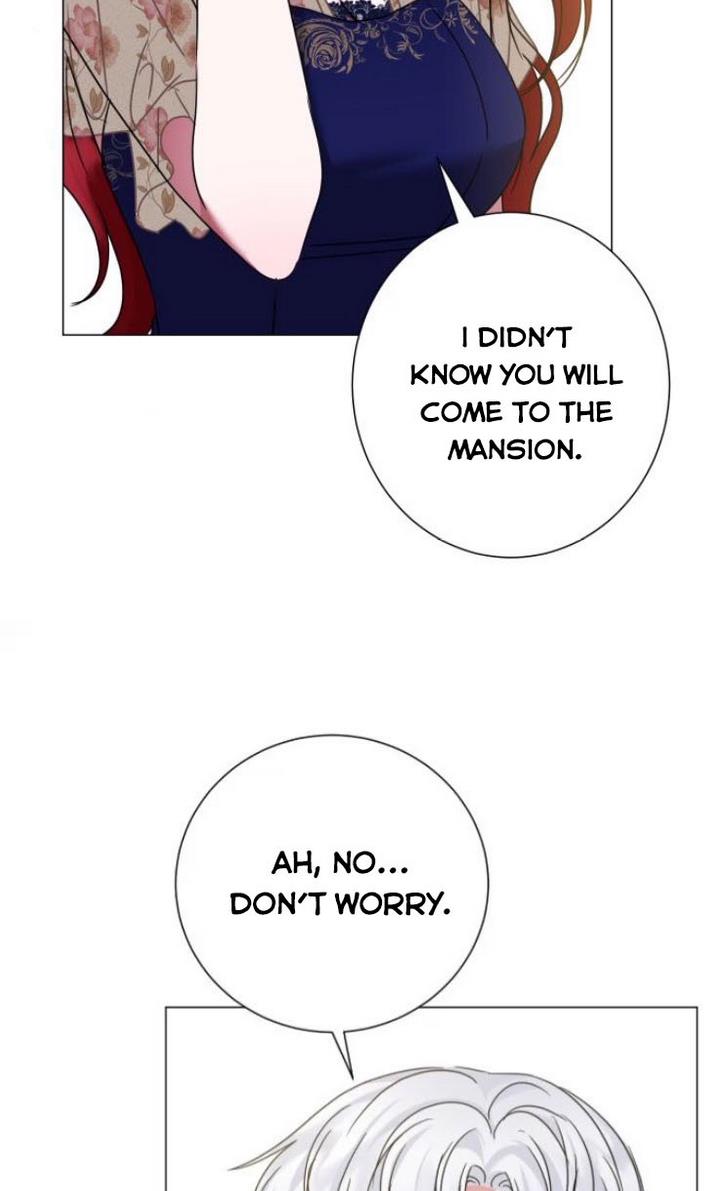 I DIDN'T
KNOW YOU WILL
COME TO THE
MANSION.
AH, NO...
DON'T WORRY.